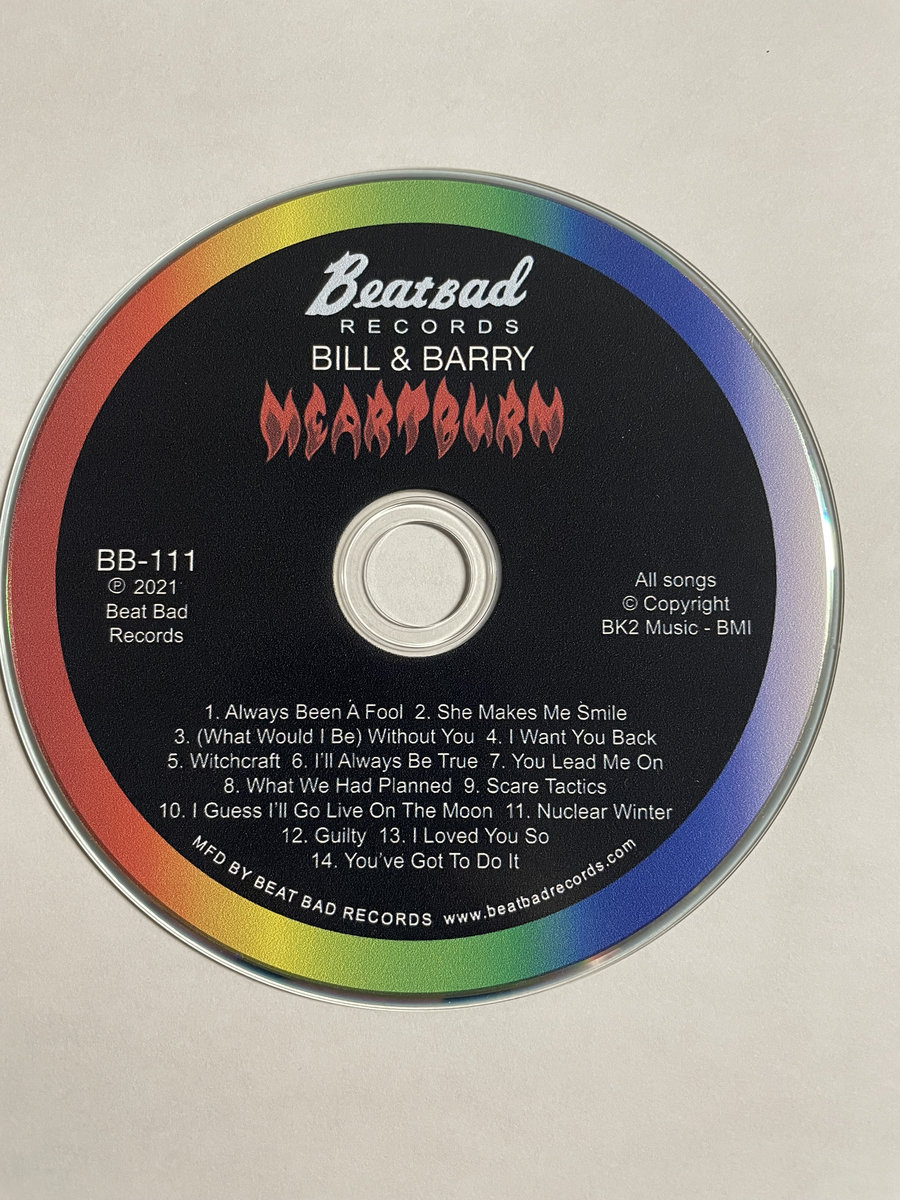 Beatbad
RECORDS
BILL & BARRY
HEARTBURN
BB-111
℗ 2021
Beat Bad
Records
All songs
© Copyright
BK2 Music - BMI
1. Always Been A Fool 2. She Makes Me Smile
3. (What Would I Be) Without You 4. I Want You Back
5. Witchcraft 6. I'll Always Be True 7. You Lead Me On
8. What We Had Planned 9. Scare Tactics
10. I Guess I'll Go Live On The Moon 11. Nuclear Winter
12. Guilty 13. I Loved You So
14. You've Got To Do It
MFD BY BEAT BAD RECORDS www.beatbadrecords.com